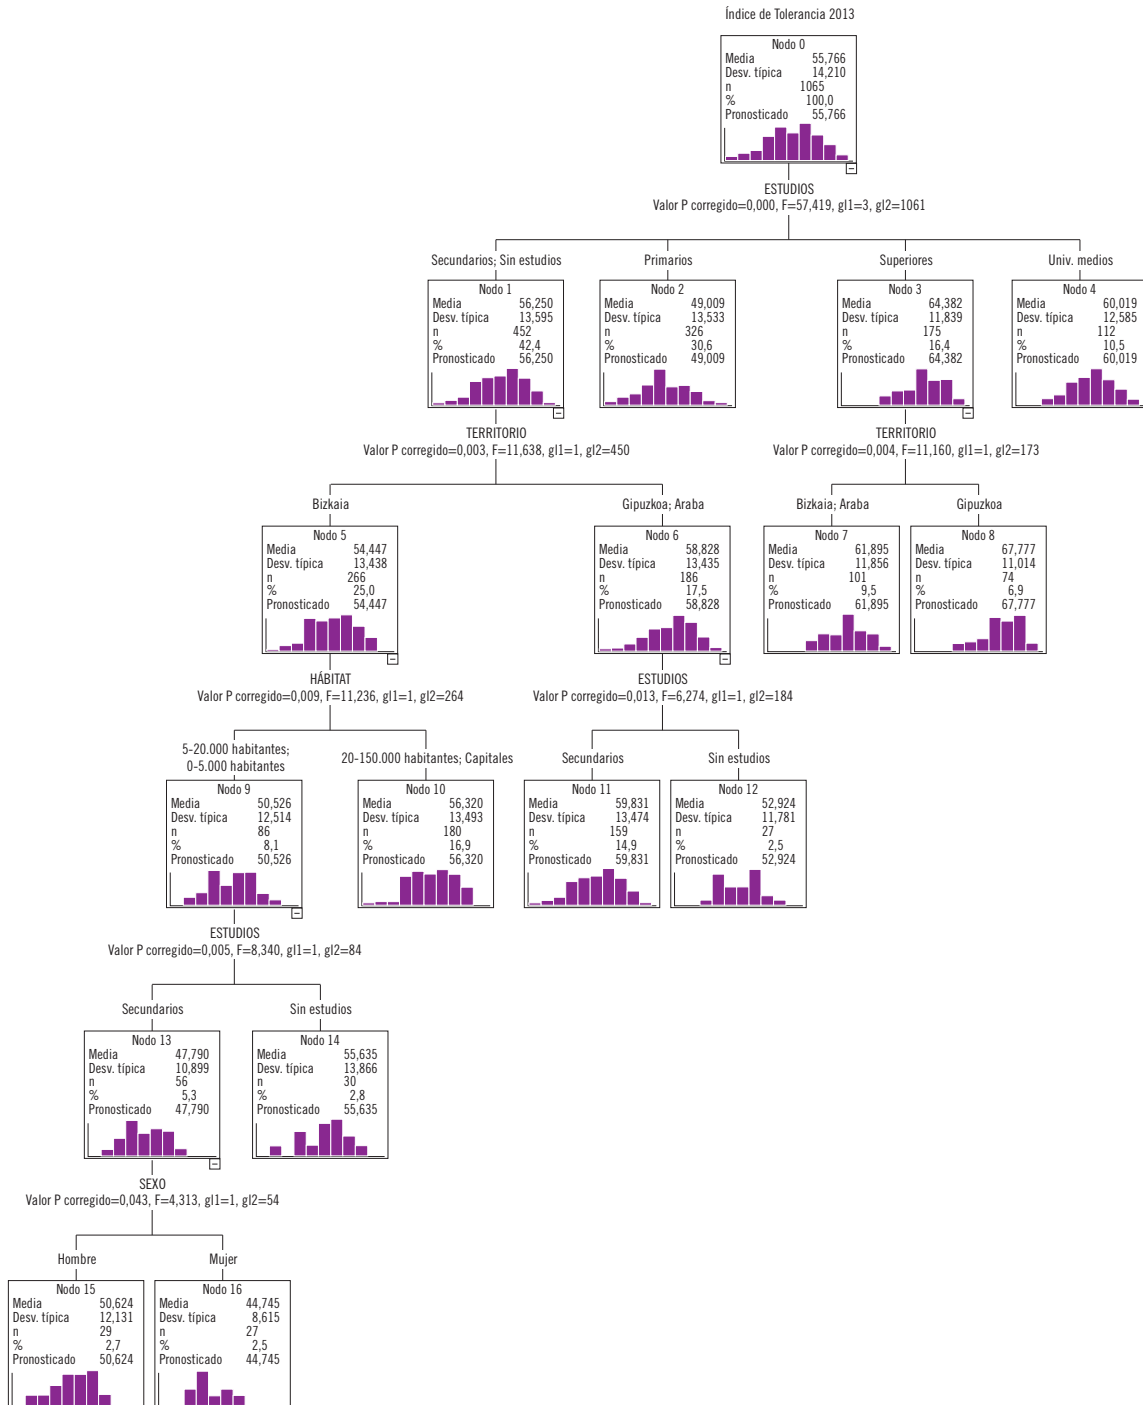 Índice de Tolerancia 2013
Nodo 0
Media 55,766
Desv. típica 14,210
n 1065
% 100,0
Pronosticado 55,766
ESTUDIOS
Valor P corregido=0,000, F=57,419, gl1=3, gl2=1061
Secundarios; Sin estudios
Nodo 1
Media 56,250
Desv. típica 13,595
n 452
% 42,4
Pronosticado 56,250
Primarios
Nodo 2
Media 49,009
Desv. típica 13,533
n 326
% 30,6
Pronosticado 49,009
Superiores
Nodo 3
Media 64,382
Desv. típica 11,839
n 175
% 16,4
Pronosticado 64,382
Univ. medios
Nodo 4
Media 60,019
Desv. típica 12,585
n 112
% 10,5
Pronosticado 60,019
TERRITORIO
Valor P corregido=0,003, F=11,638, gl1=1, gl2=450
TERRITORIO
Valor P corregido=0,004, F=11,160, gl1=1, gl2=173
Bizkaia
Nodo 5
Media 54,447
Desv. típica 13,438
n 266
% 25,0
Pronosticado 54,447
Gipuzkoa; Araba
Nodo 6
Media 58,828
Desv. típica 13,435
n 186
% 17,5
Pronosticado 58,828
Bizkaia; Araba
Nodo 7
Media 61,895
Desv. típica 11,856
n 101
% 9,5
Pronosticado 61,895
Gipuzkoa
Nodo 8
Media 67,777
Desv. típica 11,014
n 74
% 6,9
Pronosticado 67,777
HÁBITAT
Valor P corregido=0,009, F=11,236, gl1=1, gl2=264
ESTUDIOS
Valor P corregido=0,013, F=6,274, gl1=1, gl2=184
5-20.000 habitantes;
0-5.000 habitantes
Nodo 9
Media 50,526
Desv. típica 12,514
n 86
% 8,1
Pronosticado 50,526
20-150.000 habitantes; Capitales
Nodo 10
Media 56,320
Desv. típica 13,493
n 180
% 16,9
Pronosticado 56,320
Secundarios
Nodo 11
Media 59,831
Desv. típica 13,474
n 159
% 14,9
Pronosticado 59,831
Sin estudios
Nodo 12
Media 52,924
Desv. típica 11,781
n 27
% 2,5
Pronosticado 52,924
ESTUDIOS
Valor P corregido=0,005, F=8,340, gl1=1, gl2=84
Secundarios
Nodo 13
Media 47,790
Desv. típica 10,899
n 56
% 5,3
Pronosticado 47,790
Sin estudios
Nodo 14
Media 55,635
Desv. típica 13,866
n 30
% 2,8
Pronosticado 55,635
SEXO
Valor P corregido=0,043, F=4,313, gl1=1, gl2=54
Hombre
Nodo 15
Media 50,624
Desv. típica 12,131
n 29
% 2,7
Pronosticado 50,624
Mujer
Nodo 16
Media 44,745
Desv. típica 8,615
n 27
% 2,5
Pronosticado 44,745